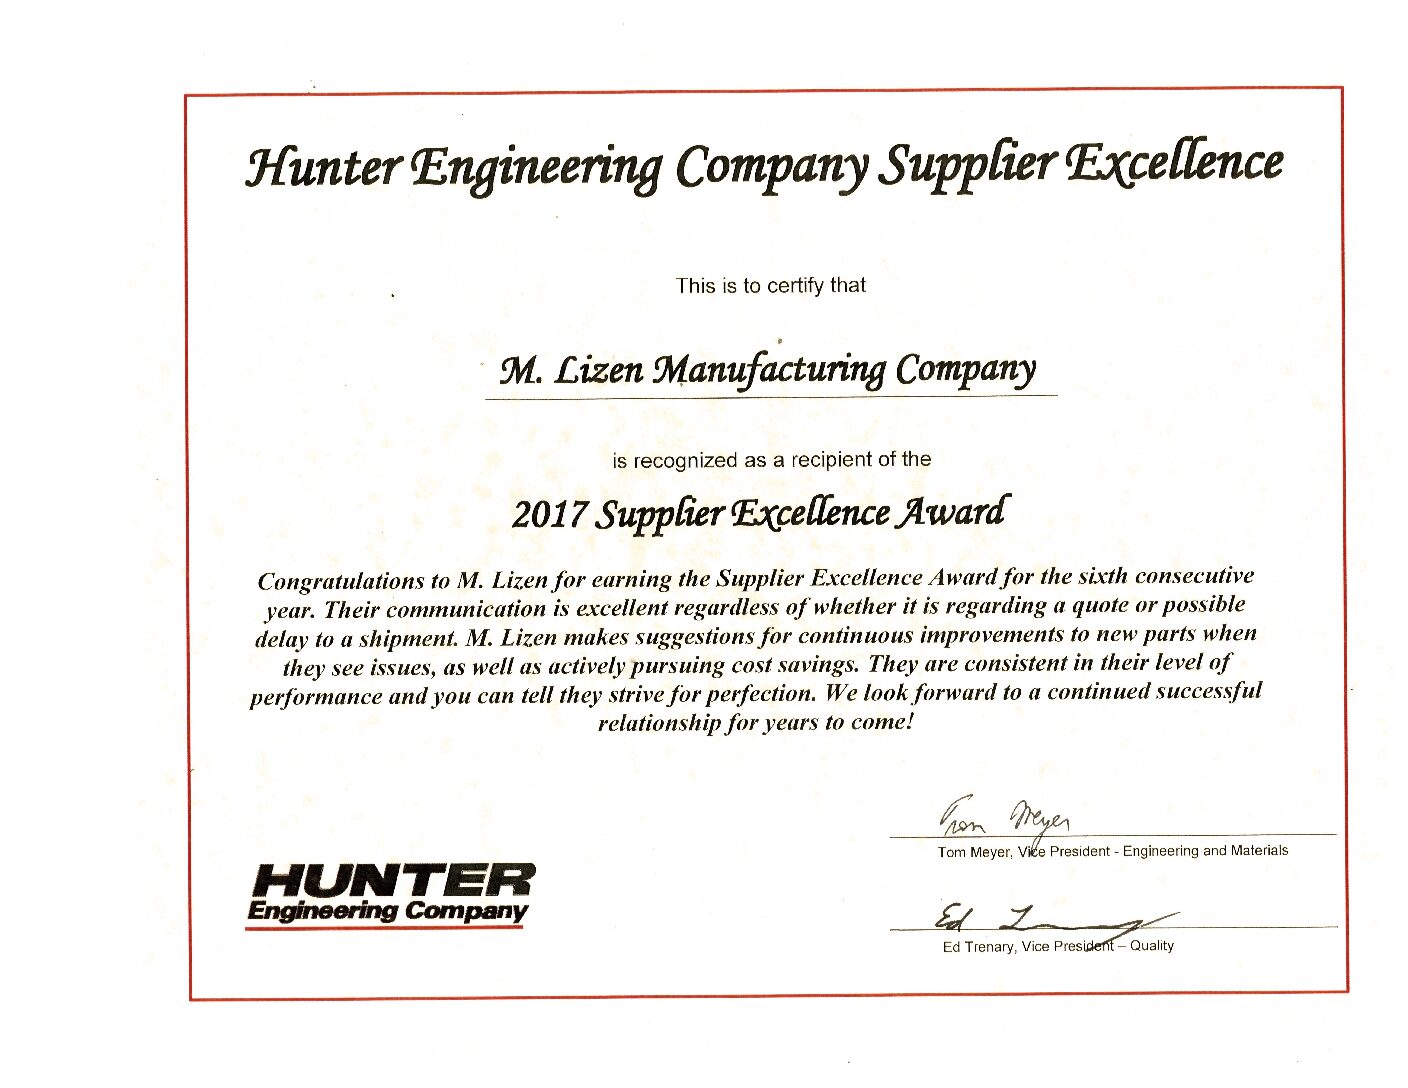 Hunter Engineering Company Supplier Excellence
This is to certify that
M. Lizen Manufacturing Company
is recognized as a recipient of the
2017 Supplier Excellence Award
Congratulations to M. Lizen for earning the Supplier Excellence Award for the sixth consecutive
year. Their communication is excellent regardless of whether it is regarding a quote or possible
delay to a shipment. M. Lizen makes suggestions for continuous improvements to new parts when
they see issues, as well as actively pursuing cost savings. They are consistent in their level of
performance and you can tell they strive for perfection. We look forward to a continued successful
relationship for years to come!
Tom Meyer
Tom Meyer, Vice President - Engineering and Materials
HUNTER
Engineering Company
Ed
Ed Trenary, Vice President – Quality